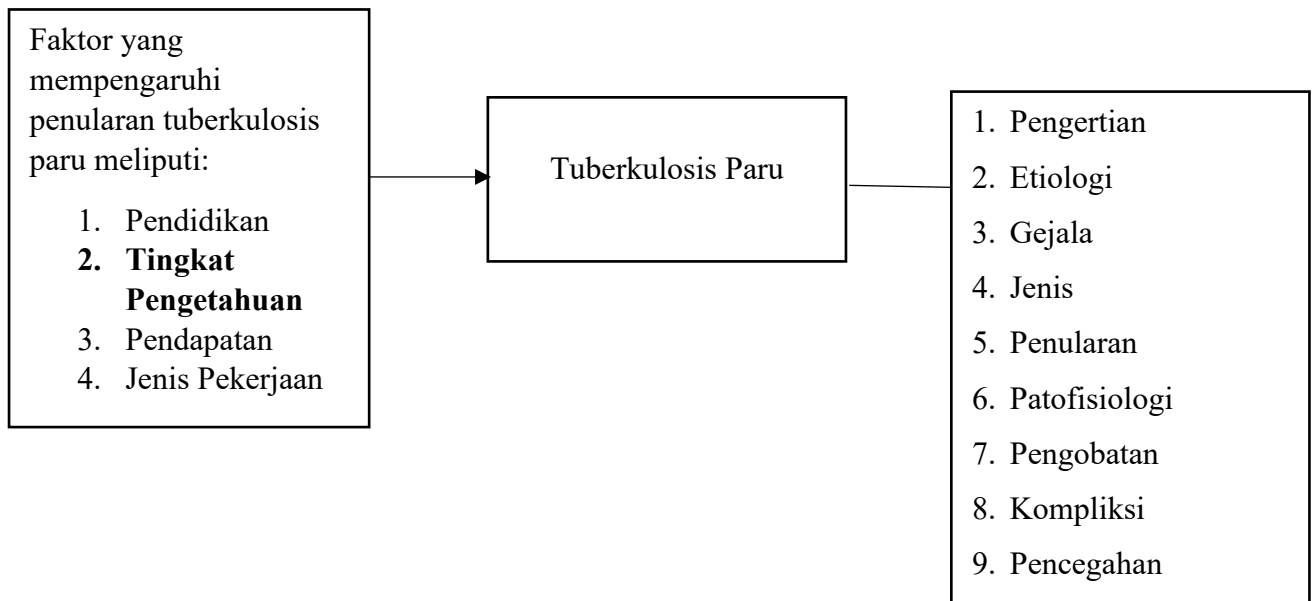 Faktor yang
mempengaruhi
penularan tuberkulosis
paru meliputi:
1. Pendidikan
2. Tingkat
Pengetahuan
3. Pendapatan
4. Jenis Pekerjaan
Tuberkulosis Paru
1. Pengertian
2. Etiologi
3. Gejala
4. Jenis
5. Penularan
6. Patofisiologi
7. Pengobatan
8. Kompliksi
9. Pencegahan